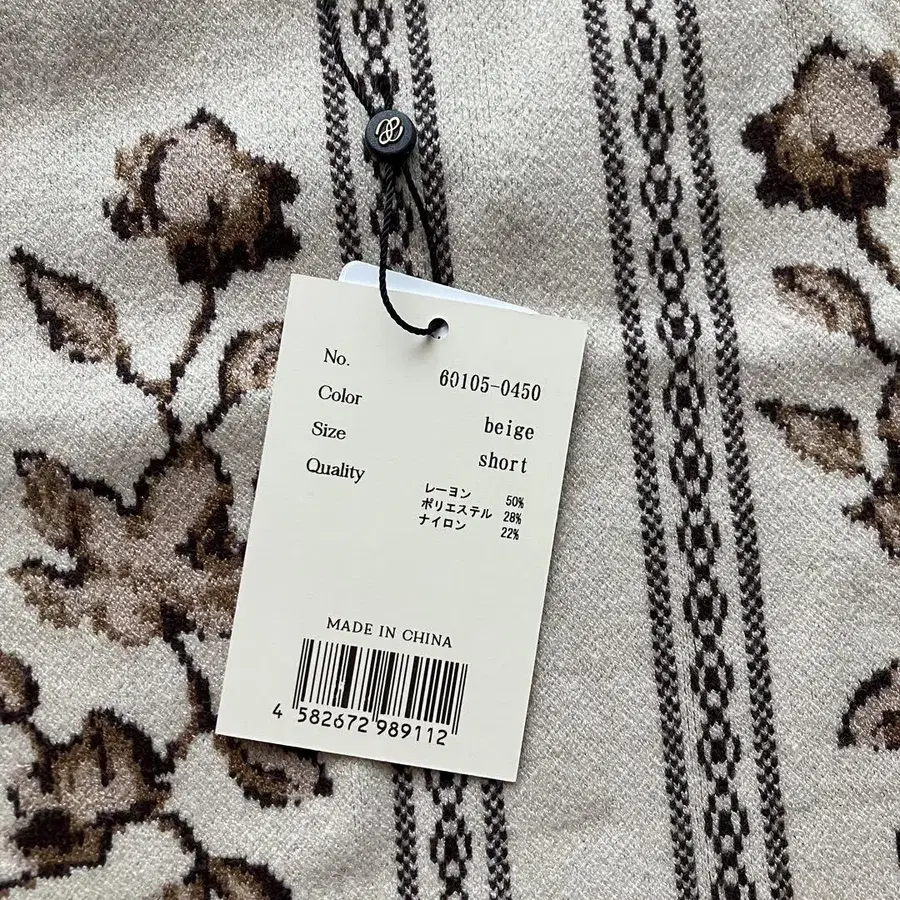 No. 60105-0450
Color beige
Size short
Quality
レーヨン 50%
ポリエステル 28%
ナイロン 22%
MADE IN CHINA
4 582672 989112